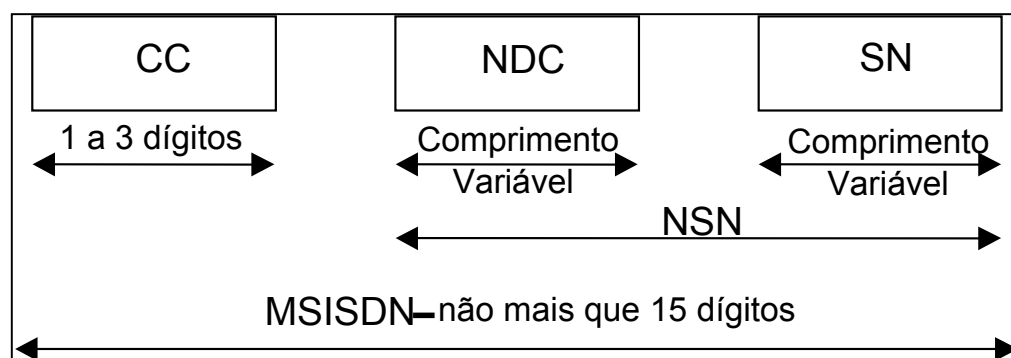 CC NDC SN
1 a 3 dígitos Comprimento Comprimento
Variável Variável
NSN
MSISDN–não mais que 15 dígitos